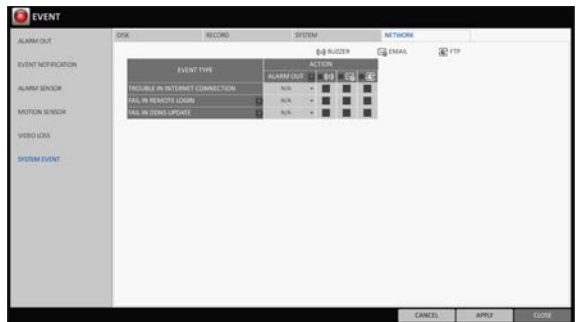 EVENT
DISK RECORD SYSTEM NETWORK
ALARM OUT
EVENT NOTIFICATION
ALARM SENSOR
MOTION SENSOR
VIDEO LOSS
SYSTEM EVENT
BUZZER EMAIL FTP
EVENT TYPE ACTION
ALARM OUT
TROUBLE IN INTERNET CONNECTION N/A
FAIL IN REMOTE LOGIN N/A
FAIL IN DDNS UPDATE N/A
CANCEL APPLY CLOSE